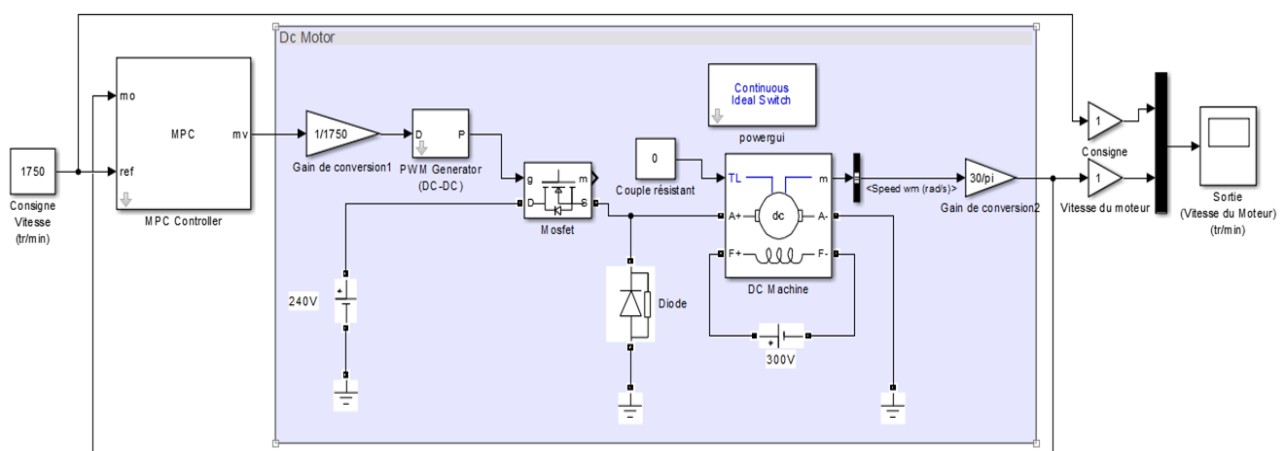 Dc Motor
mo
MPC
mv
ref
MPC Controller
1750
Consigne
Vitesse
(tr/min)
1/1750
Gain de conversion1
D
P
PWM Generator
(DC-DC)
Continuous
Ideal Switch
powergui
0
Couple résistant
g
m
D
S
Mosfet
TL
m
dc
A+
A-
F+
F-
DC Machine
<Speed wm (rad/s)>
30/pi
Gain de conversion2
1
Consigne
1
Vitesse du moteur
Sortie
(Vitesse du Moteur)
(tr/min)
+
240V
Diode
+
300V